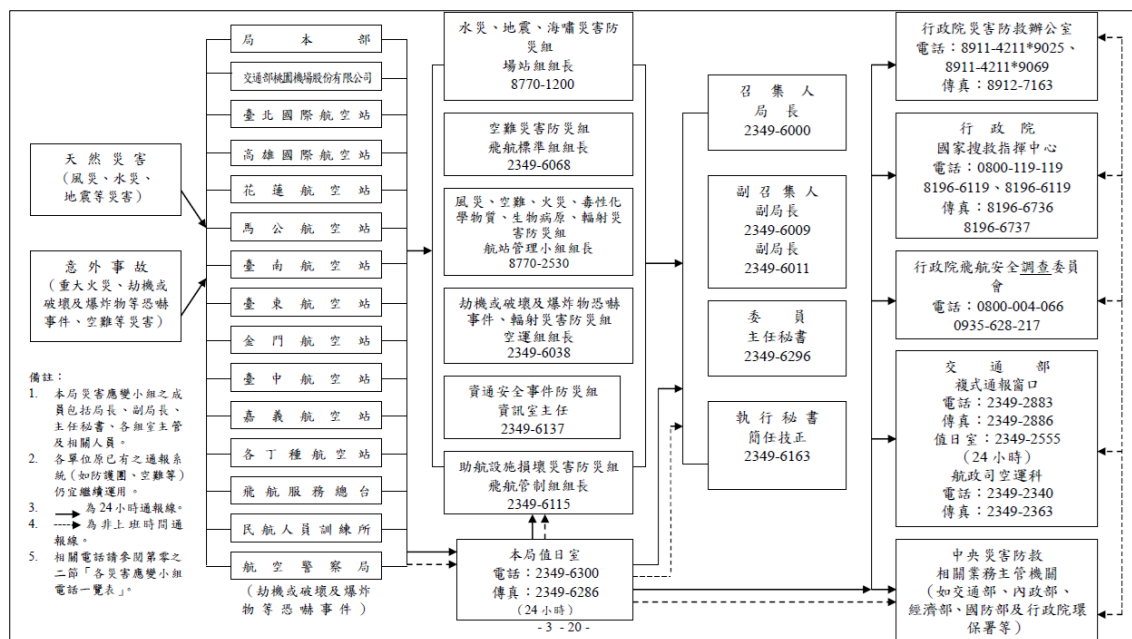 天然災害
（風災、水災、
地震等災害）
意外事故
（重大火災、劫機或
破壞及爆炸物等恐嚇
事件、空難等災害）
備註：
1. 本局災害應變小組之成
員包括局長、副局長、
主任秘書、各組室主管
及相關人員。
2. 各單位原已有之通報系
統(如防護團、空難等)
仍宜繼續運用。
3. 為24小時通報線。
4. 為非上班時間通
報線。
5. 相關電話請參閱第零之
二節「各災害應變小組
電話一覽表」。
局本部
交通部桃園機場股份有限公司
臺北國際航空站
高雄國際航空站
花蓮航空站
馬公航空站
臺南航空站
臺東航空站
金門航空站
臺中航空站
嘉義航空站
各丁種航空站
飛航服務總台
民航人員訓練所
航空警察局
(劫機或破壞及爆炸
物等恐嚇事件)
水災、地震、海嘯災害防
災組
場站組組長
8770-1200
空難災害防災組
飛航標準組組長
2349-6068
風災、空難、火災、毒性化
學物質、生物病原、輻射災
害防災組
航站管理小組組長
8770-2530
劫機或破壞及爆炸物恐嚇
事件、輻射災害防災組
空運組組長
2349-6038
資通安全事件防災組
資訊室主任
2349-6137
助航設施損壞災害防災組
飛航管制組組長
2349-6115
本局值日室
電話：2349-6300
傳真：2349-6286
(24小時)
- 3 - 20-
召集人
局長
2349-6000
副召集人
副局長
2349-6009
副局長
2349-6011
委員
主任秘書
2349-6296
執行秘書
簡任技正
2349-6163
行政院災害防救辦公室
電話：8911-4211*9025、
8911-4211*9069
傳真：8912-7163
行政院
國家搜救指揮中心
電話：0800-119-119
8196-6119、8196-6119
傳真：8196-6736
8196-6737
行政院飛航安全調查委員
會
電話：0800-004-066
0935-628-217
交通部
複式通報窗口
電話：2349-2883
傳真：2349-2886
值日室：2349-2555
(24小時)
航政司空運科
電話：2349-2340
傳真：2349-2363
中央災害防救
相關業務主管機關
(如交通部、內政部、
經濟部、國防部及行政院環
保署等)